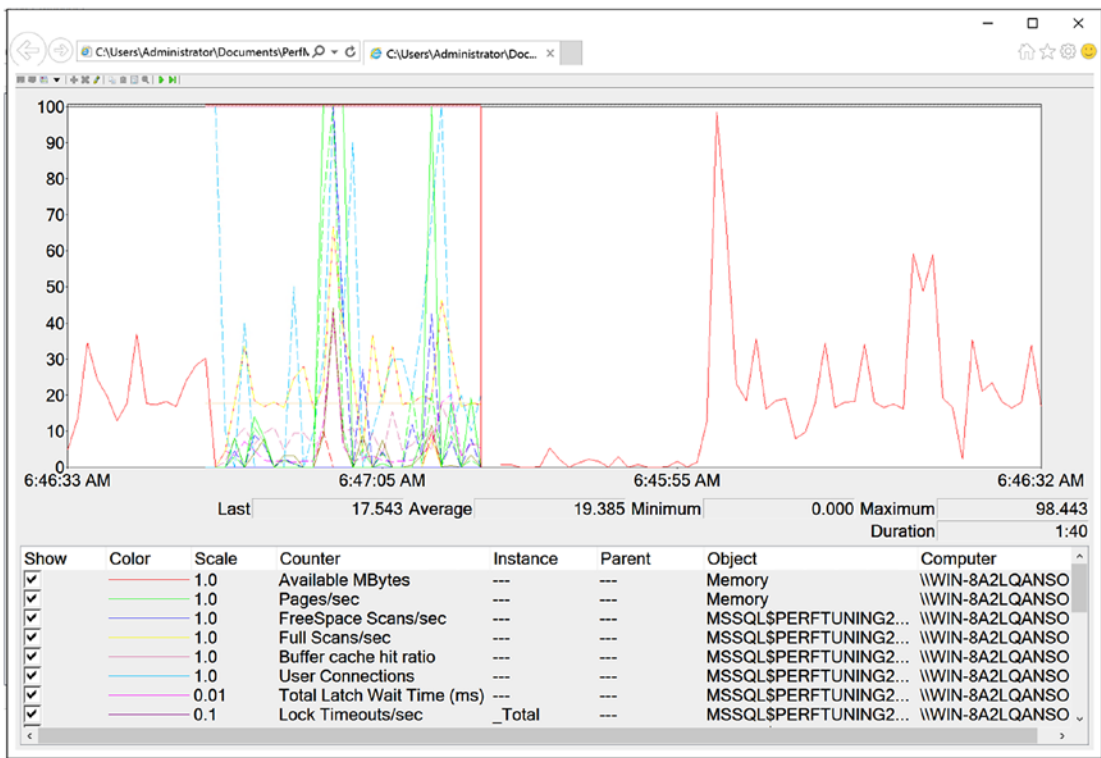 C:\Users\Administrator\Documents\PerfM
C:\Users\Administrator\Doc...
100
90
80
70
60
50
40
30
20
10
0
6:46:33 AM 6:47:05 AM 6:45:55 AM 6:46:32 AM
Last 17.543 Average 19.385 Minimum 0.000 Maximum 98.443
Duration 1:40
Show Color Scale Counter Instance Parent Object Computer
1.0 Available MBytes --- --- Memory \\WIN-8A2LQANSO
1.0 Pages/sec --- --- Memory \\WIN-8A2LQANSO
1.0 FreeSpace Scans/sec --- --- MSSQL$PERFTUNING2... \\WIN-8A2LQANSO
1.0 Full Scans/sec --- --- MSSQL$PERFTUNING2... \\WIN-8A2LQANSO
1.0 Buffer cache hit ratio --- --- MSSQL$PERFTUNING2... \\WIN-8A2LQANSO
1.0 User Connections --- --- MSSQL$PERFTUNING2... \\WIN-8A2LQANSO
0.01 Total Latch Wait Time (ms) --- --- MSSQL$PERFTUNING2... \\WIN-8A2LQANSO
0.1 Lock Timeouts/sec _Total --- MSSQL$PERFTUNING2... \\WIN-8A2LQANSO